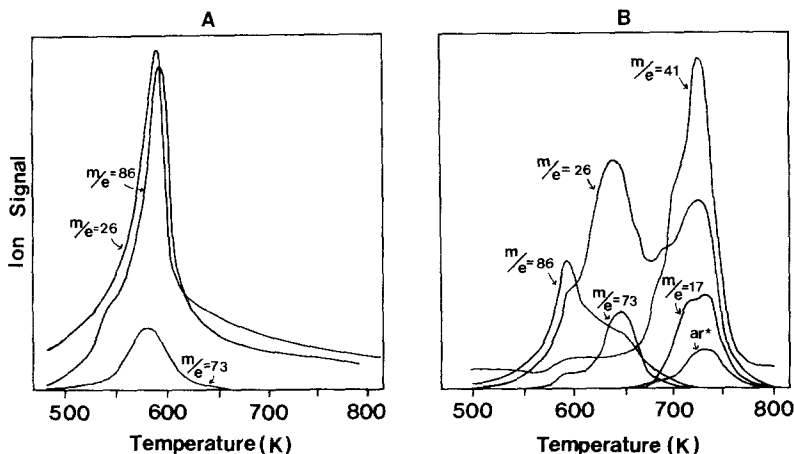 A
Ion Signal
m/e=86
m/e=26
m/e=73
500 600 700 800
Temperature (K)
B
m/e=41
m/e=26
m/e=86
m/e=73
m/e=17
ar*
500 600 700 800
Temperature (K)